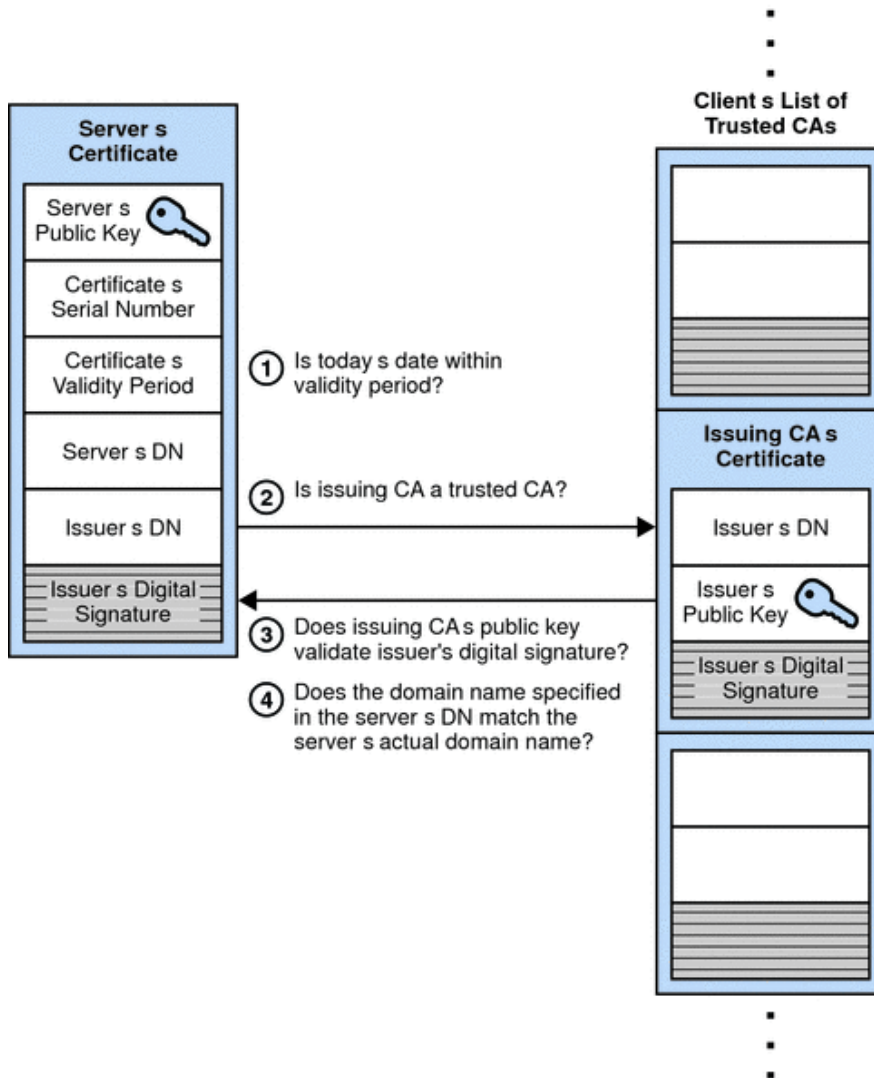 Client s List of
Trusted CAs
Server s
Certificate
Server s
Public Key
Certificate s
Serial Number
Certificate s
Validity Period
Server s DN
Issuer s DN
Issuer s Digital
Signature
1 Is today s date within
validity period?
2 Is issuing CA a trusted CA?
3 Does issuing CA s public key
validate issuer's digital signature?
4 Does the domain name specified
in the server s DN match the
server s actual domain name?
Issuing CA s
Certificate
Issuer s DN
Issuer s
Public Key
Issuer s Digital
Signature